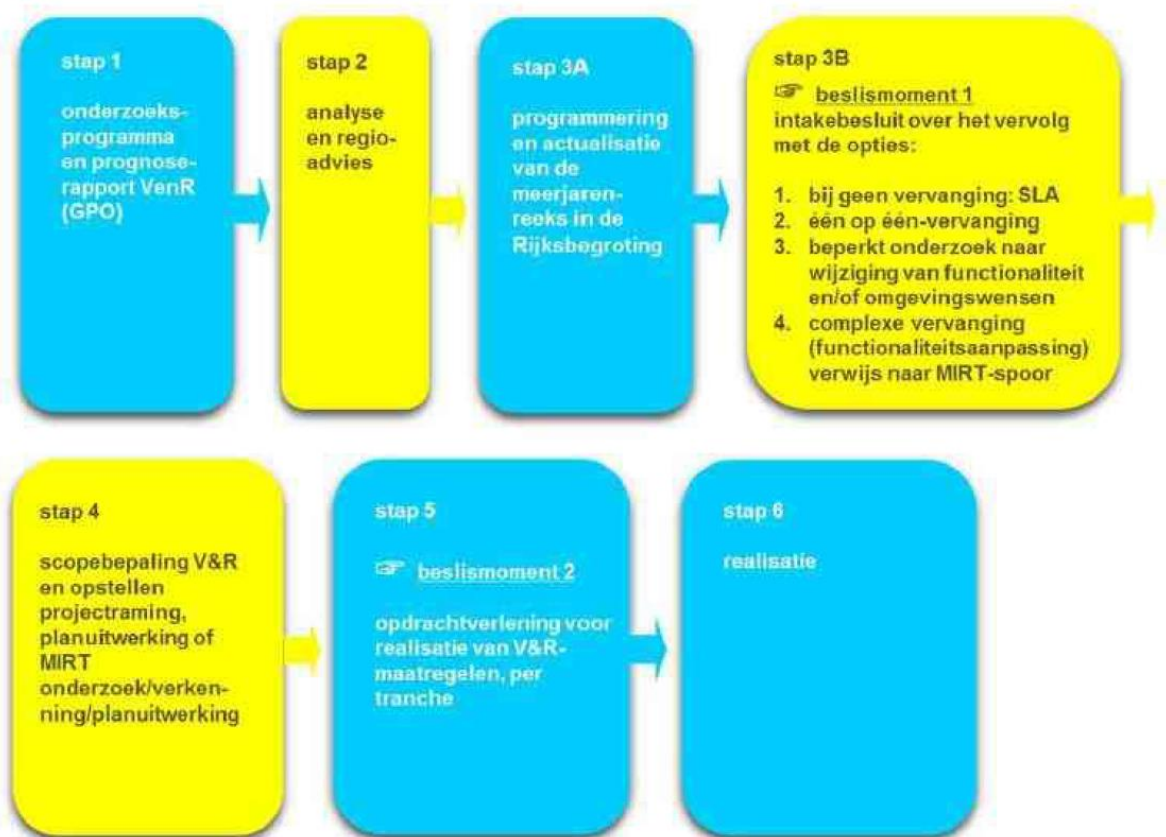 stap 1
onderzoeks-
programma
en prognose-
rapport VenR
(GPO)
stap 2
analyse
en regio-
advies
stap 3A
programmering
en actualisatie
van de
meerjaren-
reeks in de
Rijksbegroting
stap 3B
☞ beslismoment 1
intakebesluit over het vervolg
met de opties:
1. bij geen vervanging: SLA
2. één op één-vervanging
3. beperkt onderzoek naar
wijziging van functionaliteit
en/of omgevingswensen
4. complexe vervanging
(functionaliteitsaanpassing)
verwijs naar MIRT-spoor
stap 4
scopebepaling V&R
en opstellen
projectraming,
planuitwerking of
MIRT
onderzoek/verken-
ning/planuitwerking
stap 5
☞ beslismoment 2
opdrachtverlening voor
realisatie van V&R-
maatregelen, per
tranche
stap 6
realisatie